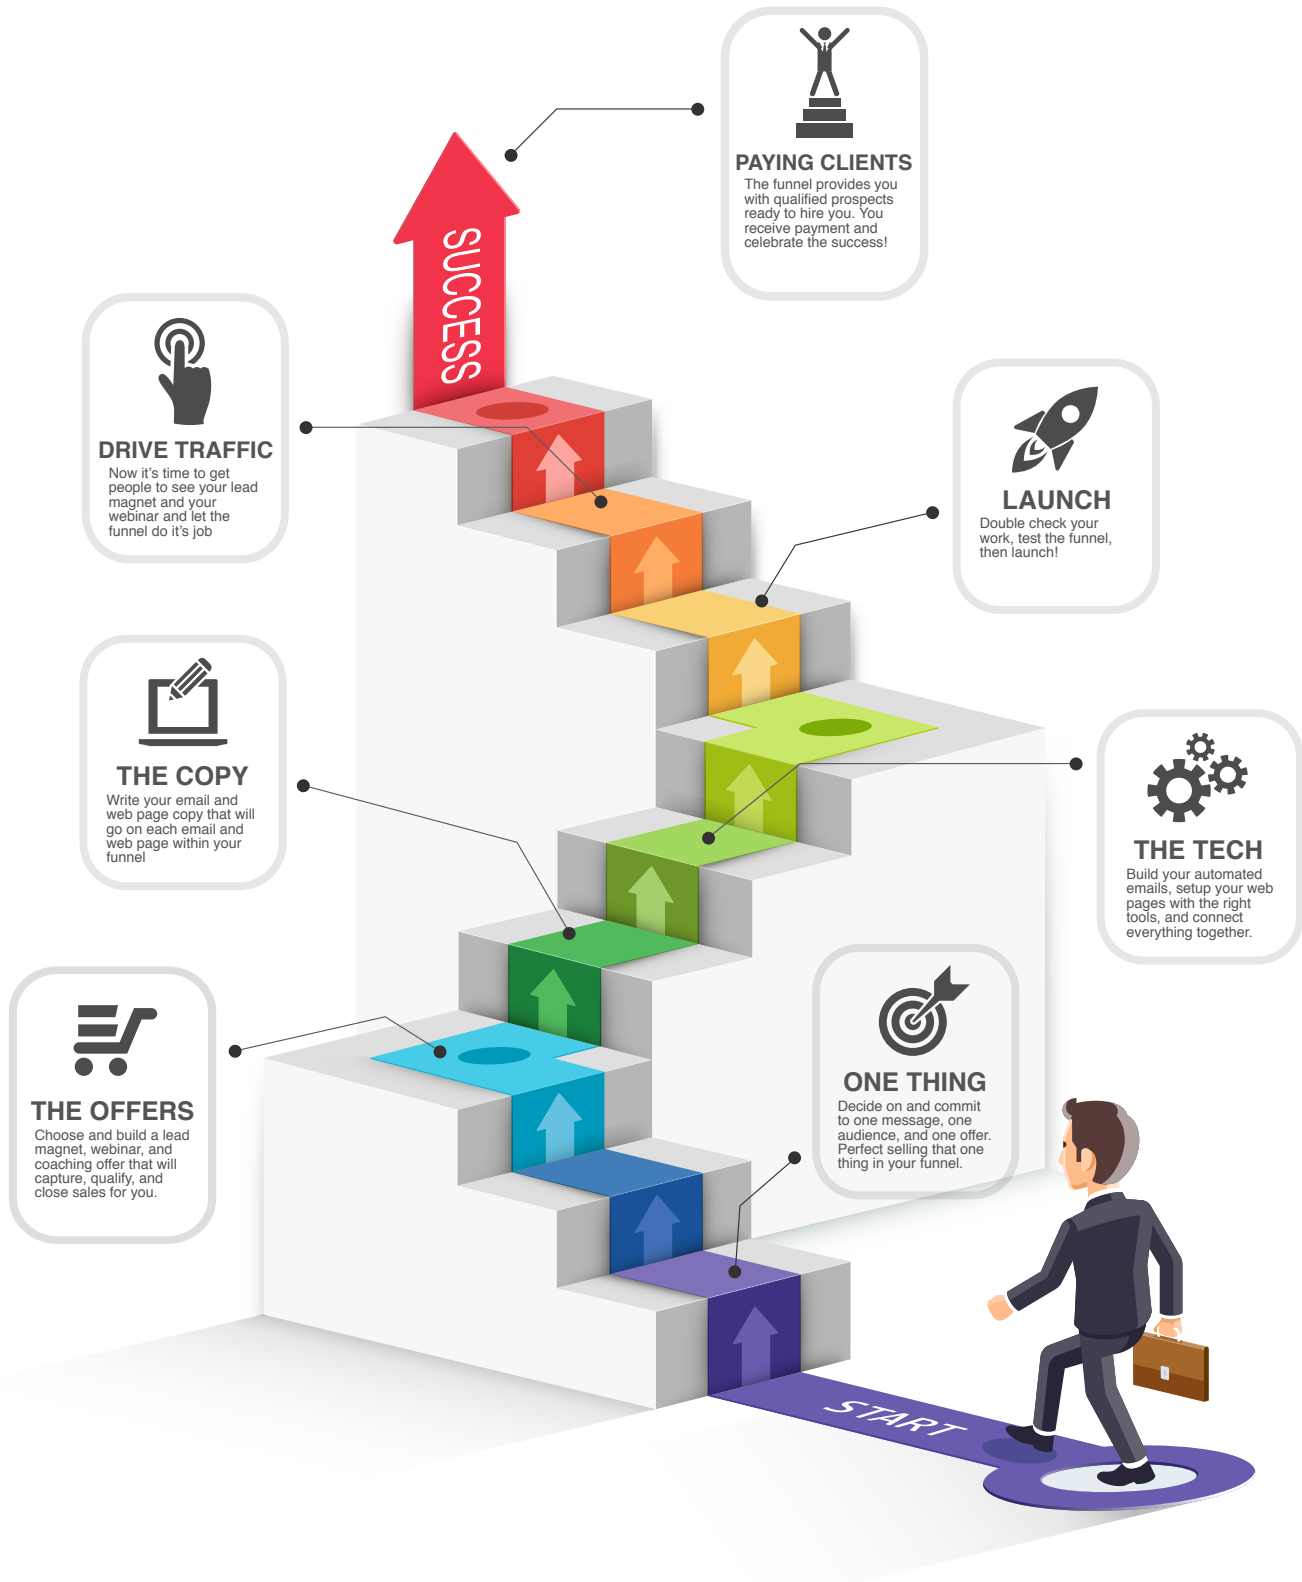 PAYING CLIENTS
The funnel provides you
with qualified prospects
ready to hire you. You
receive payment and
celebrate the success!
SUCCESS
DRIVE TRAFFIC
Now it's time to get
people to see your lead
magnet and your
webinar and let the
funnel do it's job
LAUNCH
Double check your
work, test the funnel,
then launch!
THE COPY
Write your email and
web page copy that will
go on each email and
web page within your
funnel
THE TECH
Build your automated
emails, setup your web
pages with the right
tools, and connect
everything together.
THE OFFERS
Choose and build a lead
magnet, webinar, and
coaching offer that will
capture, qualify, and
close sales for you.
ONE THING
Decide on and commit
to one message, one
audience, and one offer.
Perfect selling that one
thing in your funnel.
START